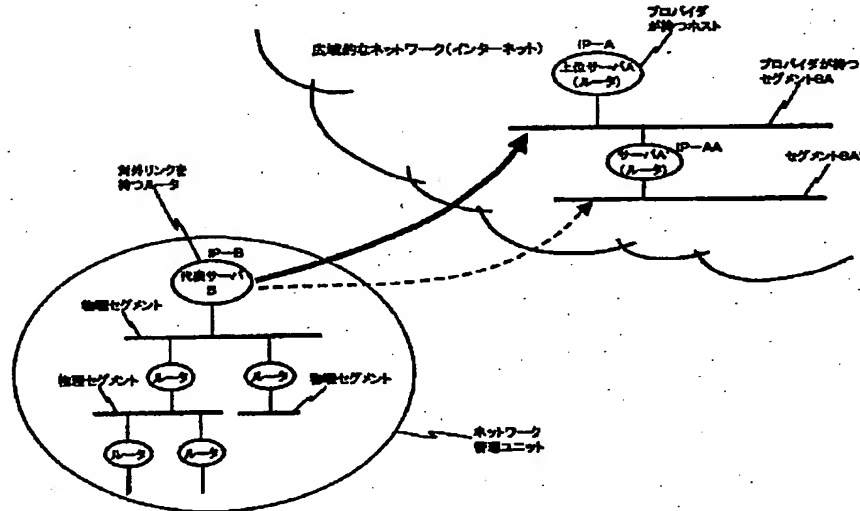 プロバイダ
が持つホスト
広域的なネットワーク(インターネット)
IP-A
上位サーバA
(ルータ)
プロバイダが持つ
セグメントSA
サーバA'
(ルータ)
IP-AA
セグメントSA'
対外リンクを
持つルータ
IP-B
代表サーバ
B
物理セグメント
ルータ
ルータ
物理セグメント
物理セグメント
ルータ
ルータ
ネットワーク
管理ユニット